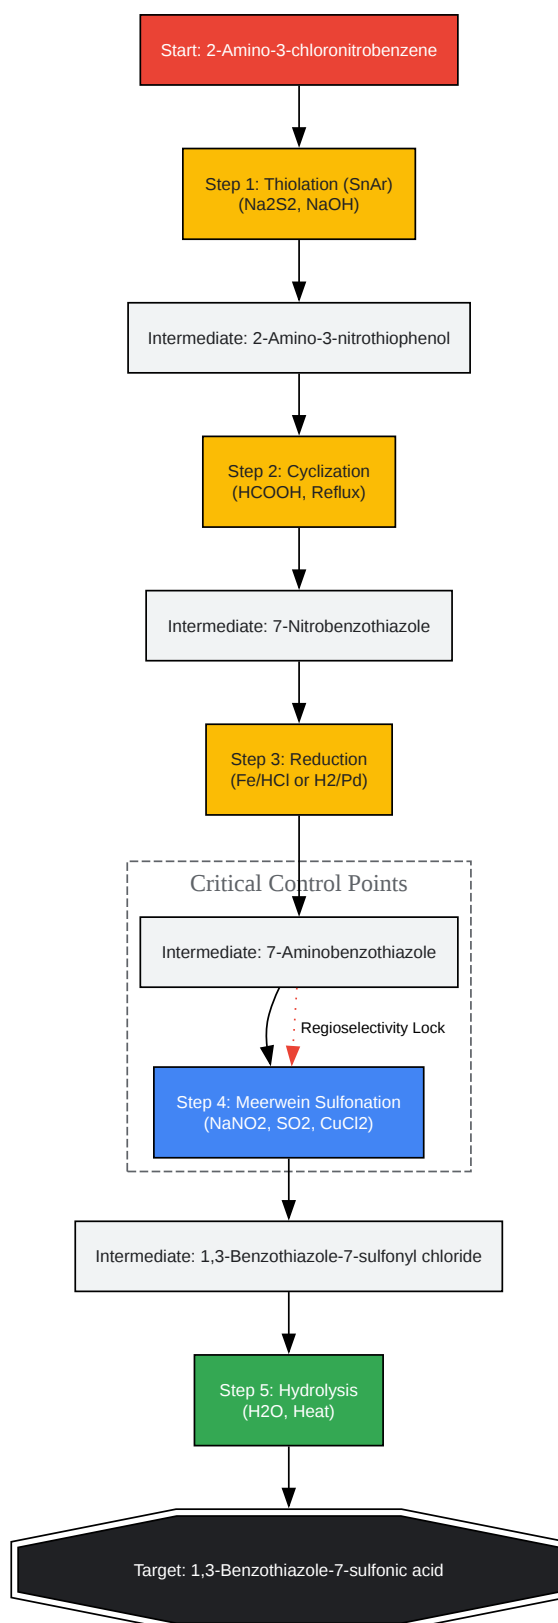 Start: 2-Amino-3-chloronitrobenzene
Step 1: Thiolation (SnAr)
(Na2S2, NaOH)
Intermediate: 2-Amino-3-nitrothiophenol
Step 2: Cyclization
(HCOOH, Reflux)
Intermediate: 7-Nitrobenzothiazole
Step 3: Reduction
(Fe/HCl or H2/Pd)
Critical Control Points
Intermediate: 7-Aminobenzothiazole
Regioselectivity Lock
Step 4: Meerwein Sulfonation
(NaNO2, SO2, CuCl2)
Intermediate: 1,3-Benzothiazole-7-sulfonyl chloride
Step 5: Hydrolysis
(H2O, Heat)
Target: 1,3-Benzothiazole-7-sulfonic acid